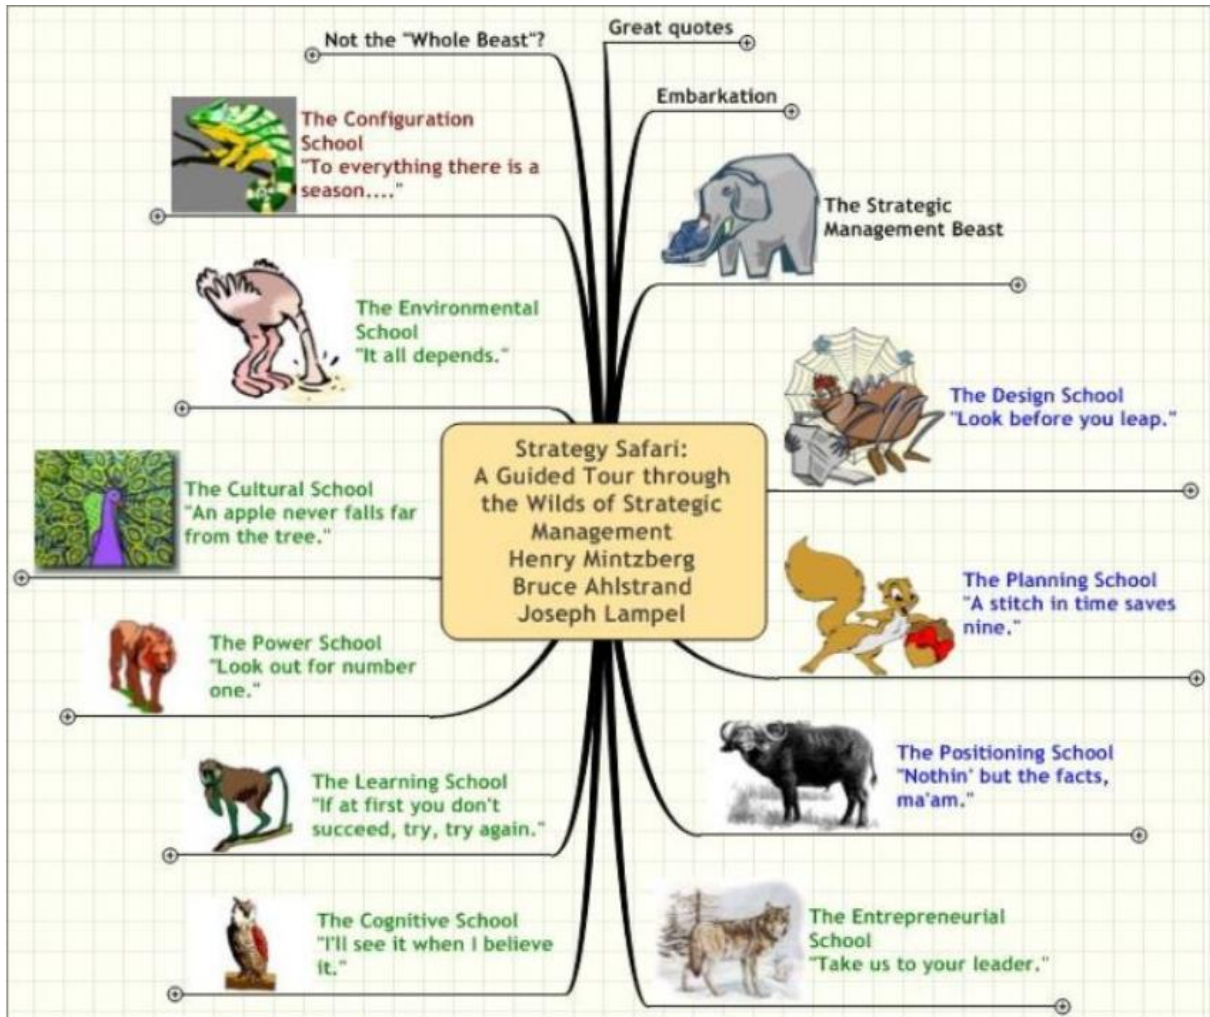 Not the "Whole Beast"?
Great quotes
Embarkation
The Configuration
School
"To everything there is a
season...."
The Strategic
Management Beast
The Environmental
School
"It all depends."
The Design School
"Look before you leap."
Strategy Safari:
A Guided Tour through
the Wilds of Strategic
Management
Henry Mintzberg
Bruce Ahlstrand
Joseph Lampel
The Cultural School
"An apple never falls far
from the tree."
The Planning School
"A stitch in time saves
nine."
The Power School
"Look out for number
one."
The Positioning School
"Nothin' but the facts,
ma'am."
The Learning School
"If at first you don't
succeed, try, try again."
The Entrepreneurial
School
"Take us to your leader."
The Cognitive School
"I'll see it when I believe
it."